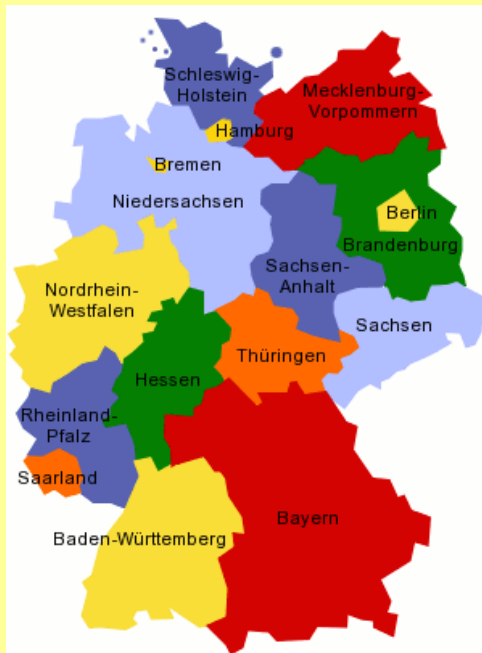 Schleswig-
Holstein
Mecklenburg-
Vorpommern
Hamburg
Bremen
Niedersachsen
Berlin
Brandenburg
Sachsen-
Anhalt
Nordrhein-
Westfalen
Sachsen
Thüringen
Hessen
Rheinland-
Pfalz
Saarland
Bayern
Baden-Württemberg